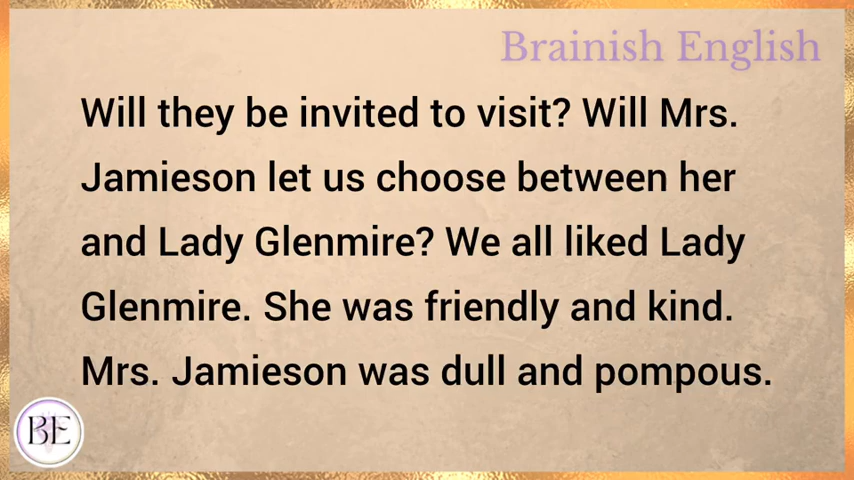 Brainish English
Will they be invited to visit? Will Mrs.
Jamieson let us choose between her
and Lady Glenmire? We all liked Lady
Glenmire. She was friendly and kind.
Mrs. Jamieson was dull and pompous.
BE